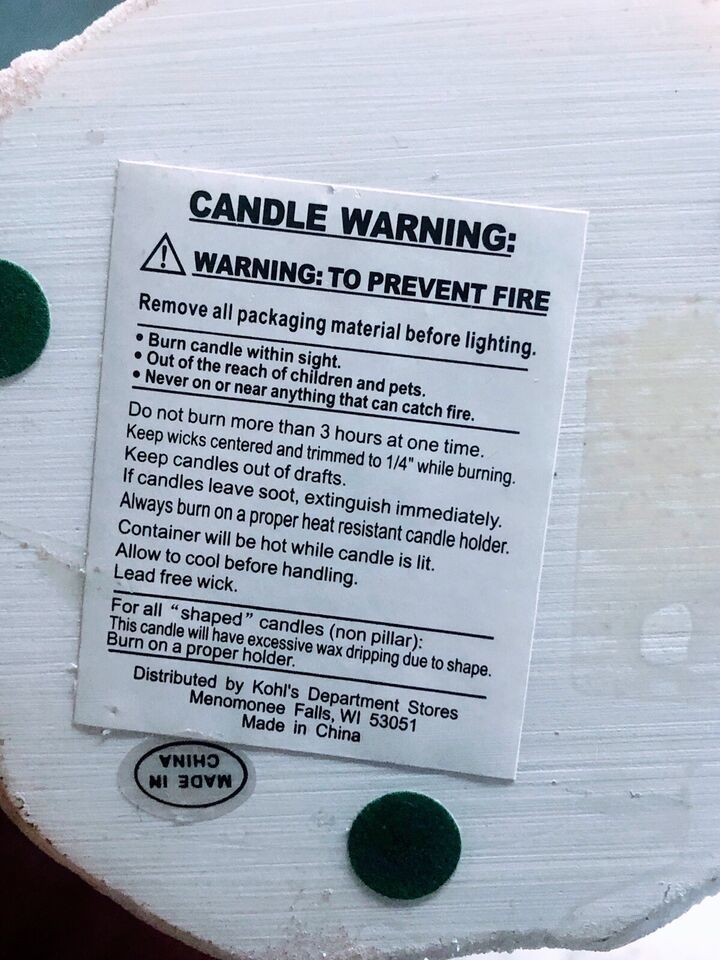 CANDLE WARNING:
WARNING: TO PREVENT FIRE
Remove all packaging material before lighting.
• Burn candle within sight.
• Out of the reach of children and pets.
• Never on or near anything that can catch fire.
Do not burn more than 3 hours at one time.
Keep wicks centered and trimmed to 1/4" while burning.
Keep candles out of drafts.
If candles leave soot, extinguish immediately.
Always burn on a proper heat resistant candle holder.
Container will be hot while candle is lit.
Allow to cool before handling.
Lead free wick.
For all “shaped” candles (non pillar):
This candle will have excessive wax dripping due to shape.
Burn on a proper holder.
Distributed by Kohl's Department Stores
Menomonee Falls, WI 53051
Made in China
MADE IN
CHINA